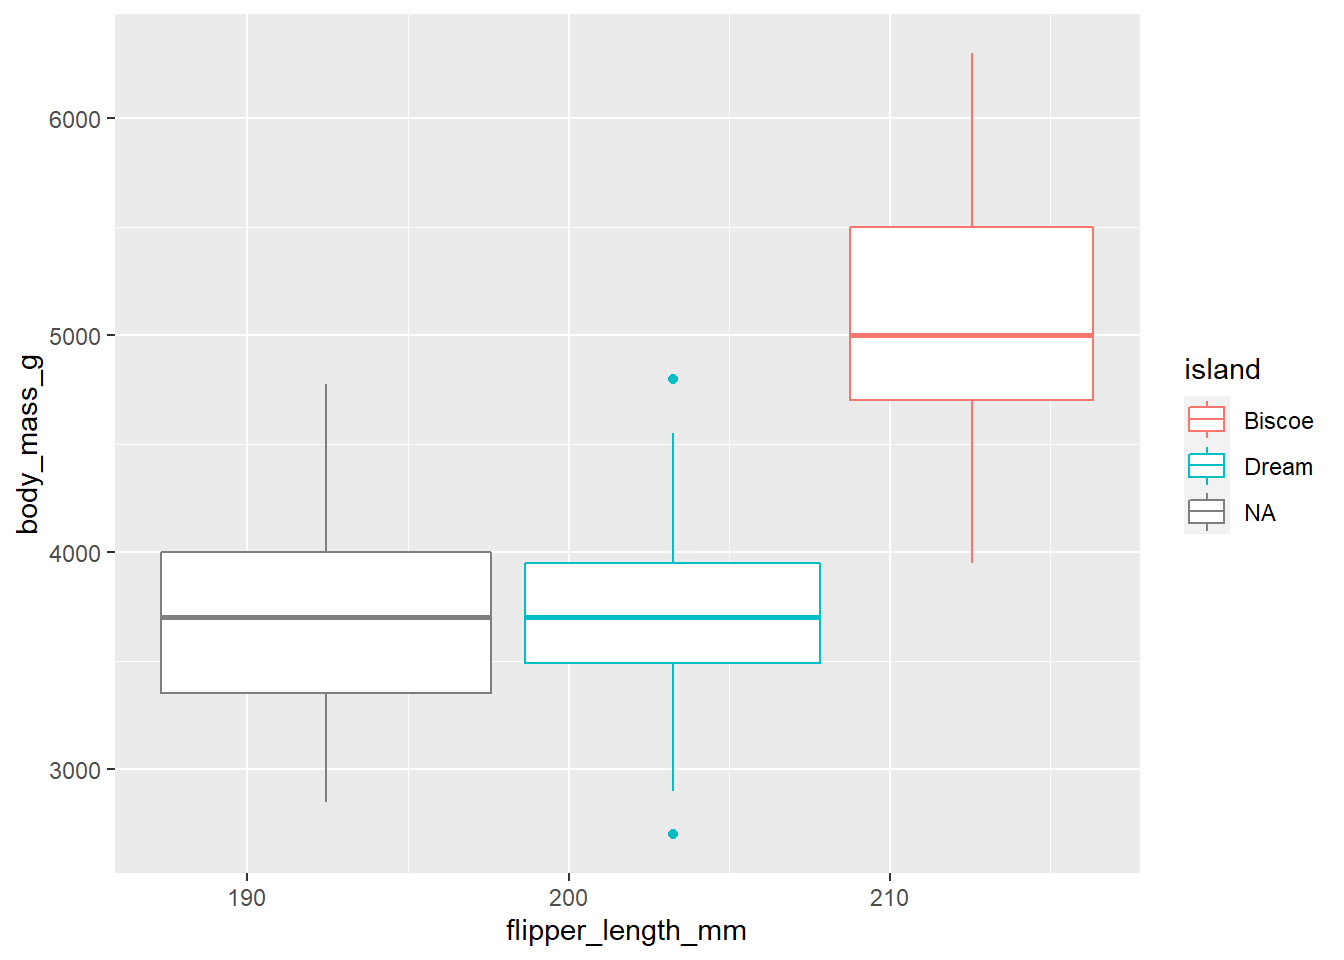 6000
5000
4000
3000
body_mass_g
190
200
210
flipper_length_mm
island
Biscoe
Dream
NA